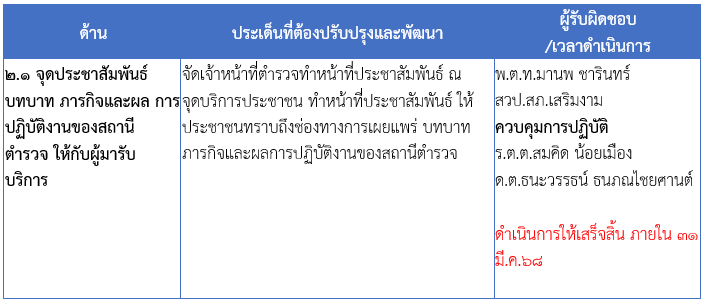 ด้าน
ประเด็นที่ต้องปรับปรุงและพัฒนา
ผู้รับผิดชอบ
/เวลาดำเนินการ
๒.๑ จุดประชาสัมพันธ์
บทบาท ภารกิจและผล การ
ปฏิบัติงานของสถานี
ตำรวจ ให้กับผู้มารับ
บริการ
จัดเจ้าหน้าที่ตำรวจทำหน้าที่ประชาสัมพันธ์ ณ
จุดบริการประชาชน ทำหน้าที่ประชาสัมพันธ์ ให้
ประชาชนทราบถึงช่องทางการเผยแพร่ บทบาท
ภารกิจและผลการปฏิบัติงานของสถานีตำรวจ
พ.ต.ท.มานพ ชารินทร์
สวป.สภ.เสริมงาม
ควบคุมการปฏิบัติ
ร.ต.ต.สมคิด น้อยเมือง
ด.ต.ธนะวรรธน์ ธนภณไชยศานต์
ดำเนินการให้เสร็จสิ้น ภายใน ๓๑
มี.ค.๖๘